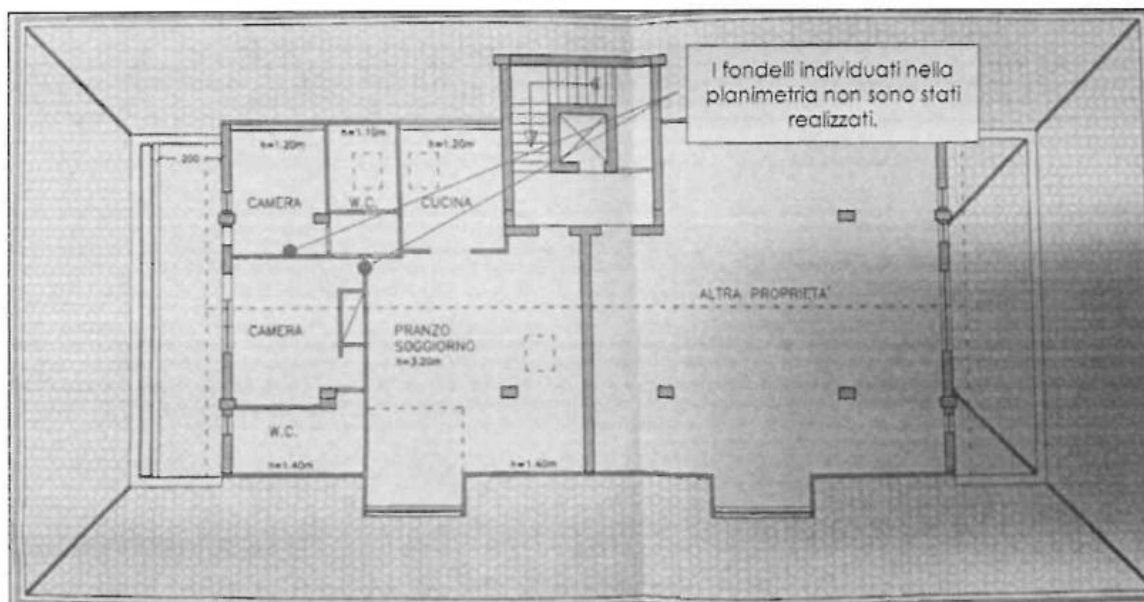 I fondelli individuati nella
planimetria non sono stati
realizzati.
h=1.10m
h=1.20m
h=1.20m
200
CAMERA
W.C.
CUCINA
ALTRA PROPRIETA'
CAMERA
PRANZO
SOGGIORNO
h=3.20m
W.C.
h=1.40m
h=1.40m